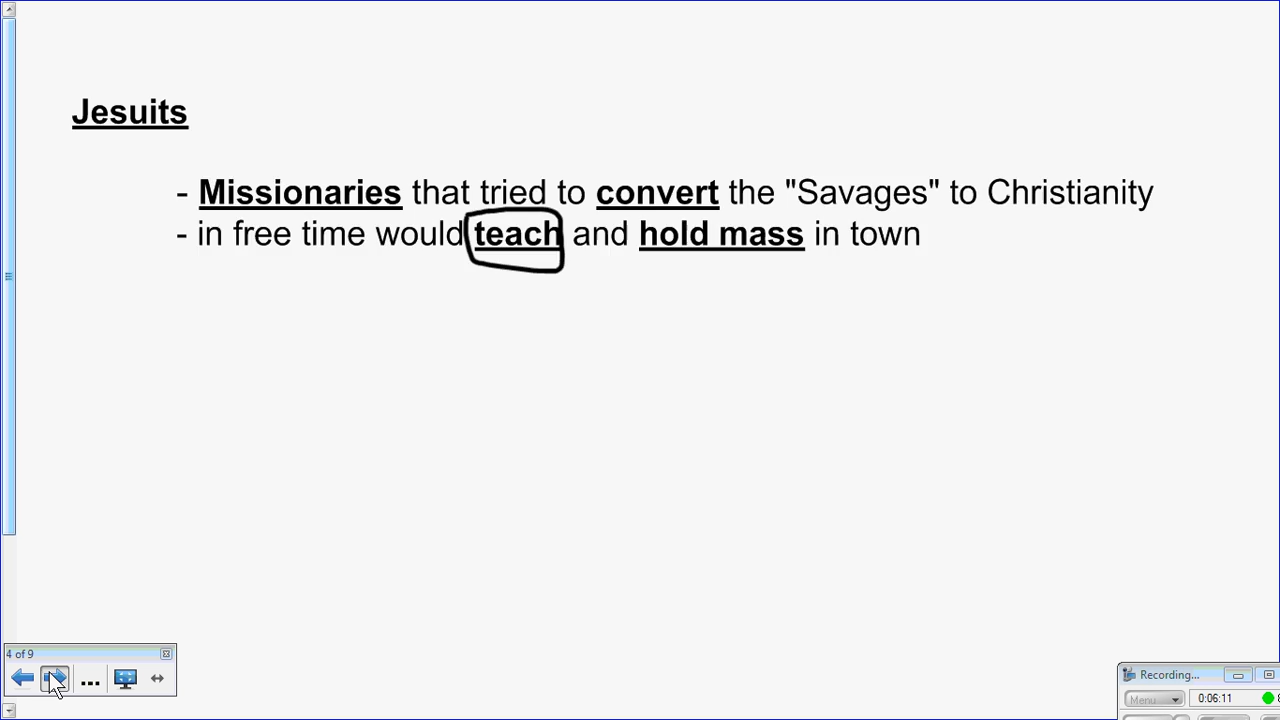 Jesuits
- Missionaries that tried to convert the "Savages" to Christianity
- in free time would teach and hold mass in town
4 of 9
...
Recording...
Menu
0:06:11